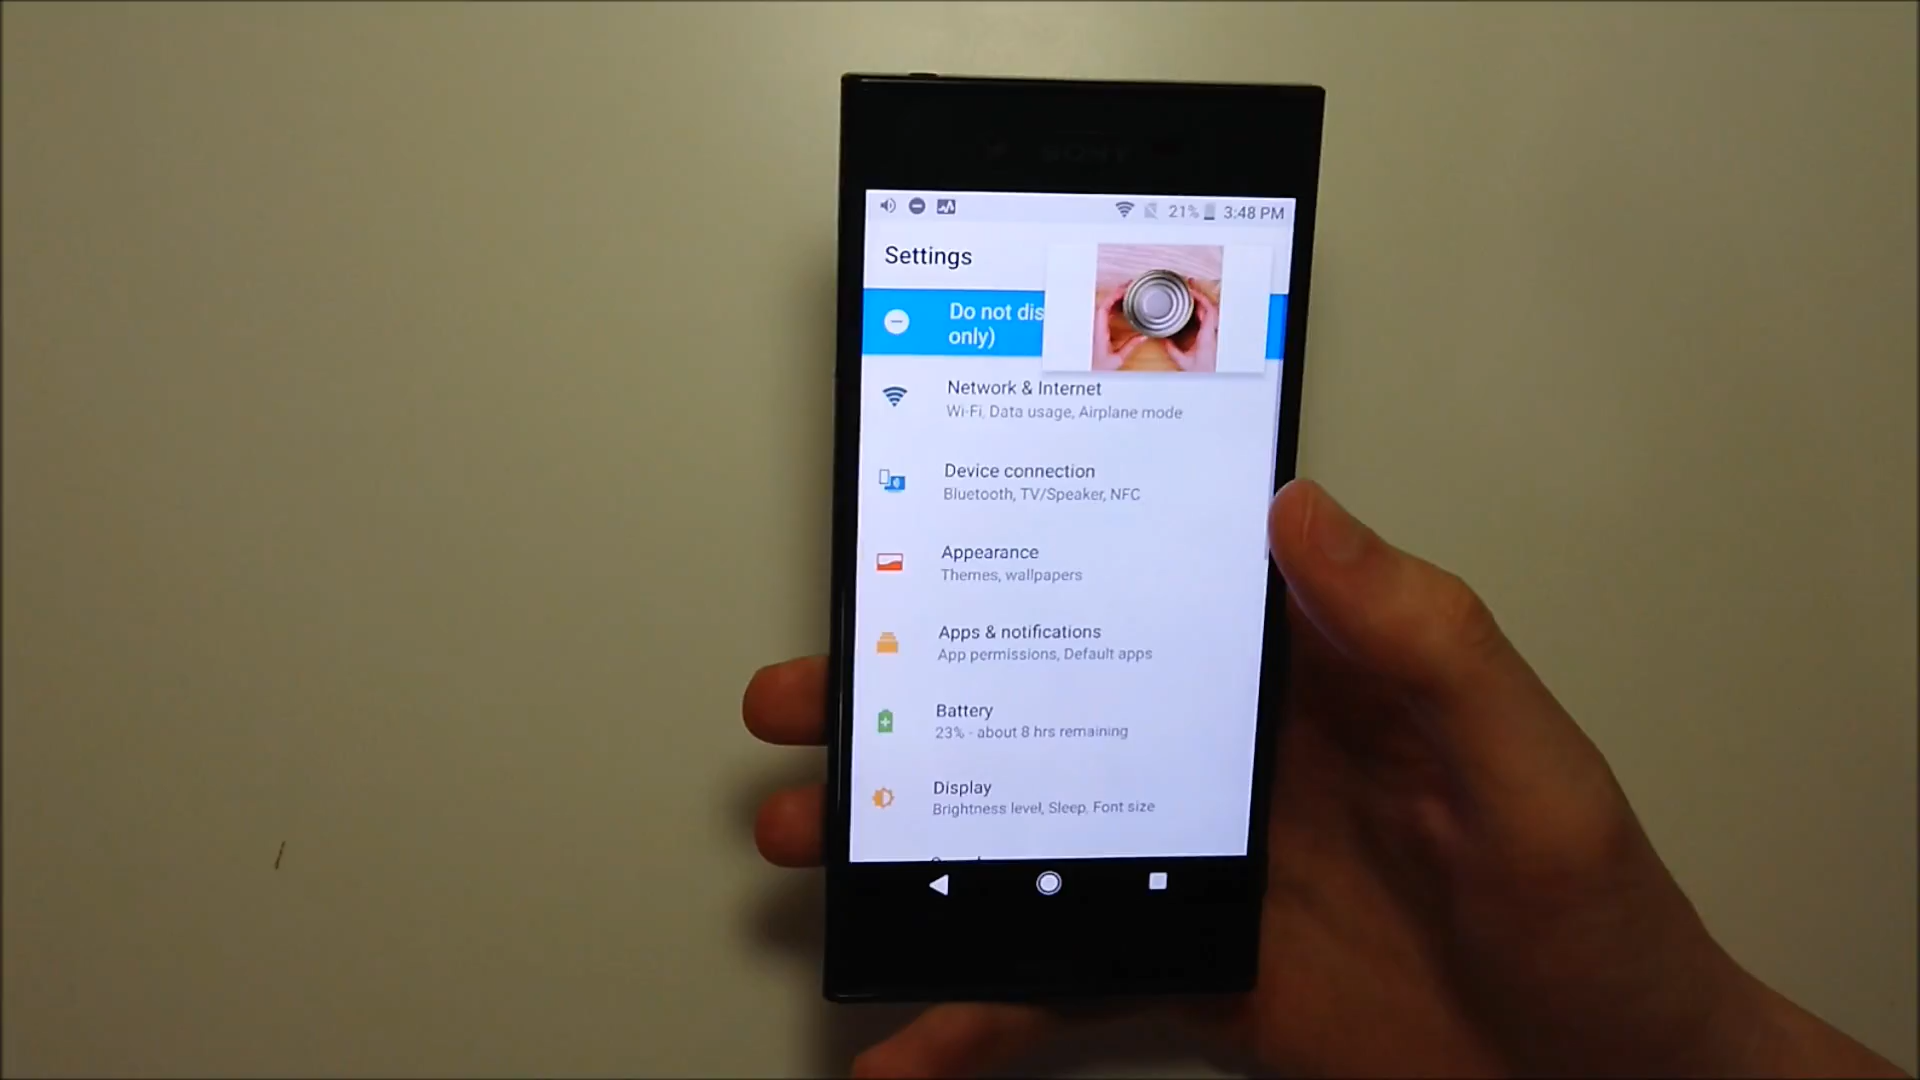 SONY
21% 3:48 PM
Settings
Do not dis
only)
Network & Internet
Wi-Fi, Data usage, Airplane mode
Device connection
Bluetooth, TV/Speaker, NFC
Appearance
Themes, wallpapers
Apps & notifications
App permissions, Default apps
Battery
23% - about 8 hrs remaining
Display
Brightness level, Sleep, Font size